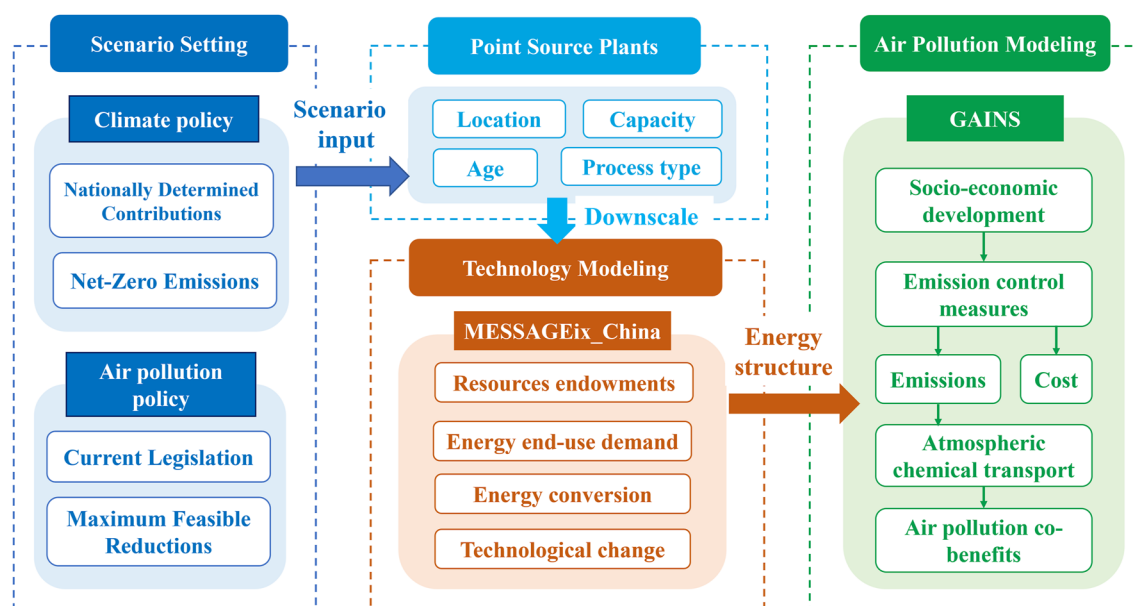 Scenario Setting
Climate policy
Nationally Determined
Contributions
Net-Zero Emissions
Air pollution
policy
Current Legislation
Maximum Feasible
Reductions
Scenario
input
Point Source Plants
Location
Capacity
Age
Process type
Downscale
Technology Modeling
MESSAGEix_China
Resources endowments
Energy end-use demand
Energy conversion
Technological change
Energy
structure
Air Pollution Modeling
GAINS
Socio-economic
development
Emission control
measures
Emissions
Cost
Atmospheric
chemical transport
Air pollution co-
benefits